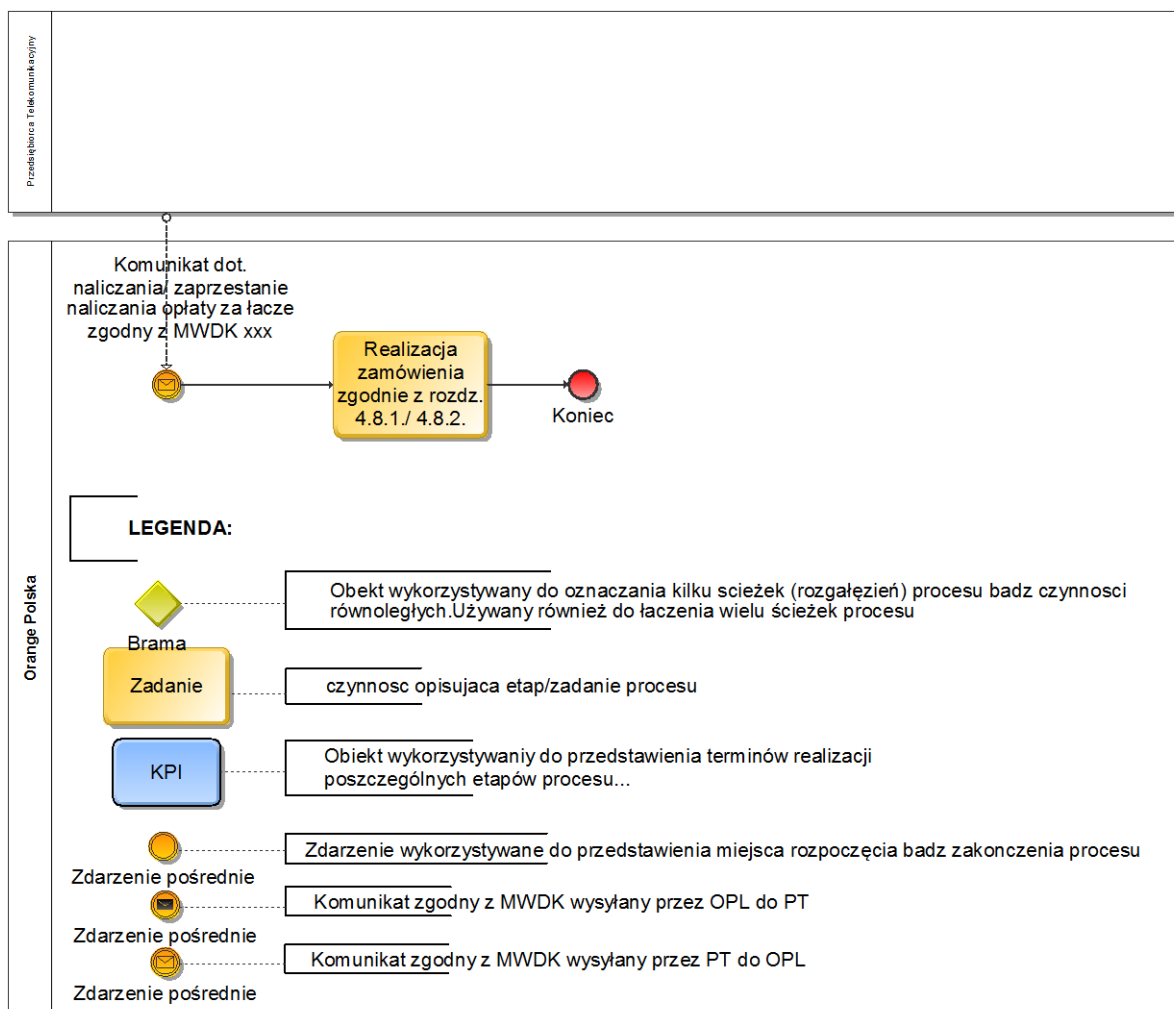 Przedsiębiorca Telekomunikacyjny
Komunikat dot.
naliczania/ zaprzestanie
naliczania opłaty za łacze
zgodny z MWDK xxx
Realizacja
zamówienia
zgodnie z rozdz.
4.8.1./ 4.8.2.
Koniec
Orange Polska
LEGENDA:
Obekt wykorzystywany do oznaczania kilku scieżek (rozgałęzień) procesu badz czynnosci
równoległych.Używany również do łaczenia wielu ścieżek procesu
Brama
Zadanie
czynnosc opisujaca etap/zadanie procesu
KPI
Obiekt wykorzystywaniy do przedstawienia terminów realizacji
poszczególnych etapów procesu...
Zdarzenie wykorzystywane do przedstawienia miejsca rozpoczęcia badz zakonczenia procesu
Zdarzenie pośrednie
Komunikat zgodny z MWDK wysyłany przez OPL do PT
Zdarzenie pośrednie
Komunikat zgodny z MWDK wysyłany przez PT do OPL
Zdarzenie pośrednie